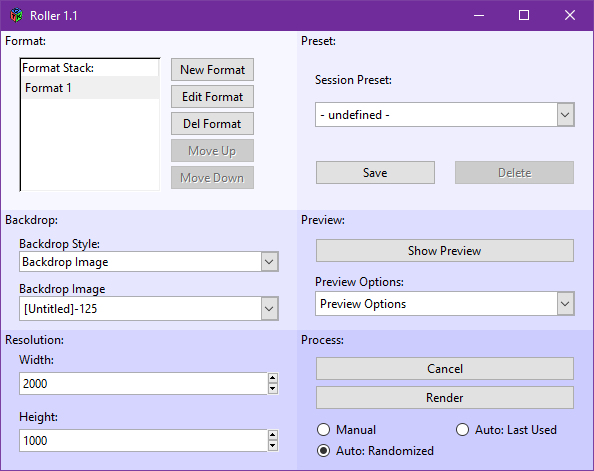 Roller 1.1
Format:
Format Stack:
Format 1
New Format
Edit Format
Del Format
Move Up
Move Down
Preset:
Session Preset:
- undefined -
Save
Delete
Backdrop:
Backdrop Style:
Backdrop Image
Backdrop Image
[Untitled]-125
Preview:
Show Preview
Preview Options:
Preview Options
Resolution:
Width:
2000
Height:
1000
Process:
Cancel
Render
Manual
Auto: Last Used
Auto: Randomized